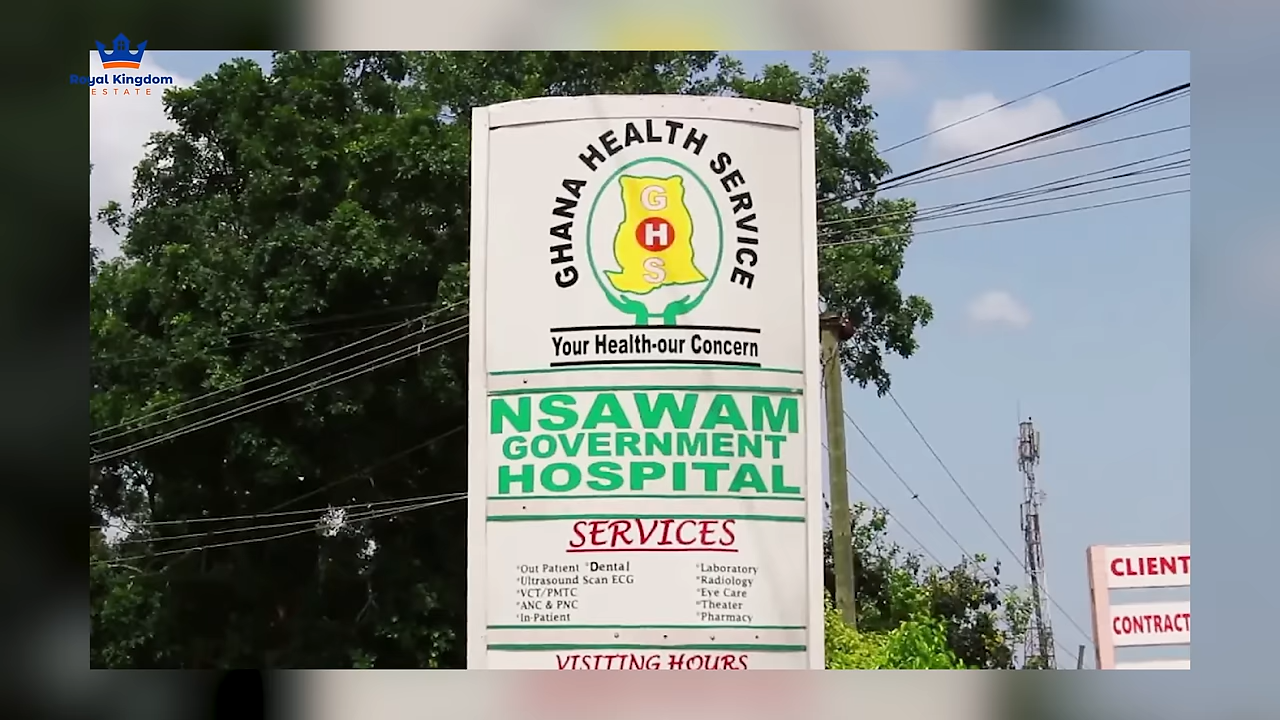 Royal Kingdom
ESTATE
GHANA HEALTH SERVICE
G
H
S
Your Health-our Concern
NSAWAM
GOVERNMENT
HOSPITAL
SERVICES
*Out Patient *Dental
*Ultrasound Scan ECG
*VCT/PMTC
*ANC & PNC
*In-Patient
*Laboratory
*Radiology
*Eye Care
*Theater
*Pharmacy
VISITING HOURS
CLIENT
CONTRACT